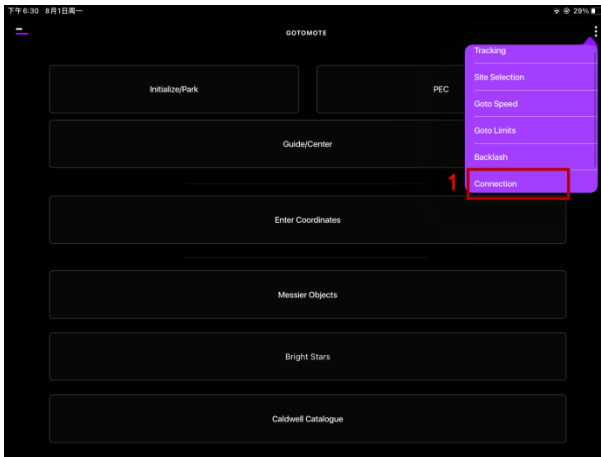 下午6:30 8月1日周一
29%
GOTOMOTE
Tracking
Site Selection
Goto Speed
Goto Limits
Backlash
1
Connection
Initialize/Park
PEC
Guide/Center
Enter Coordinates
Messier Objects
Bright Stars
Caldwell Catalogue